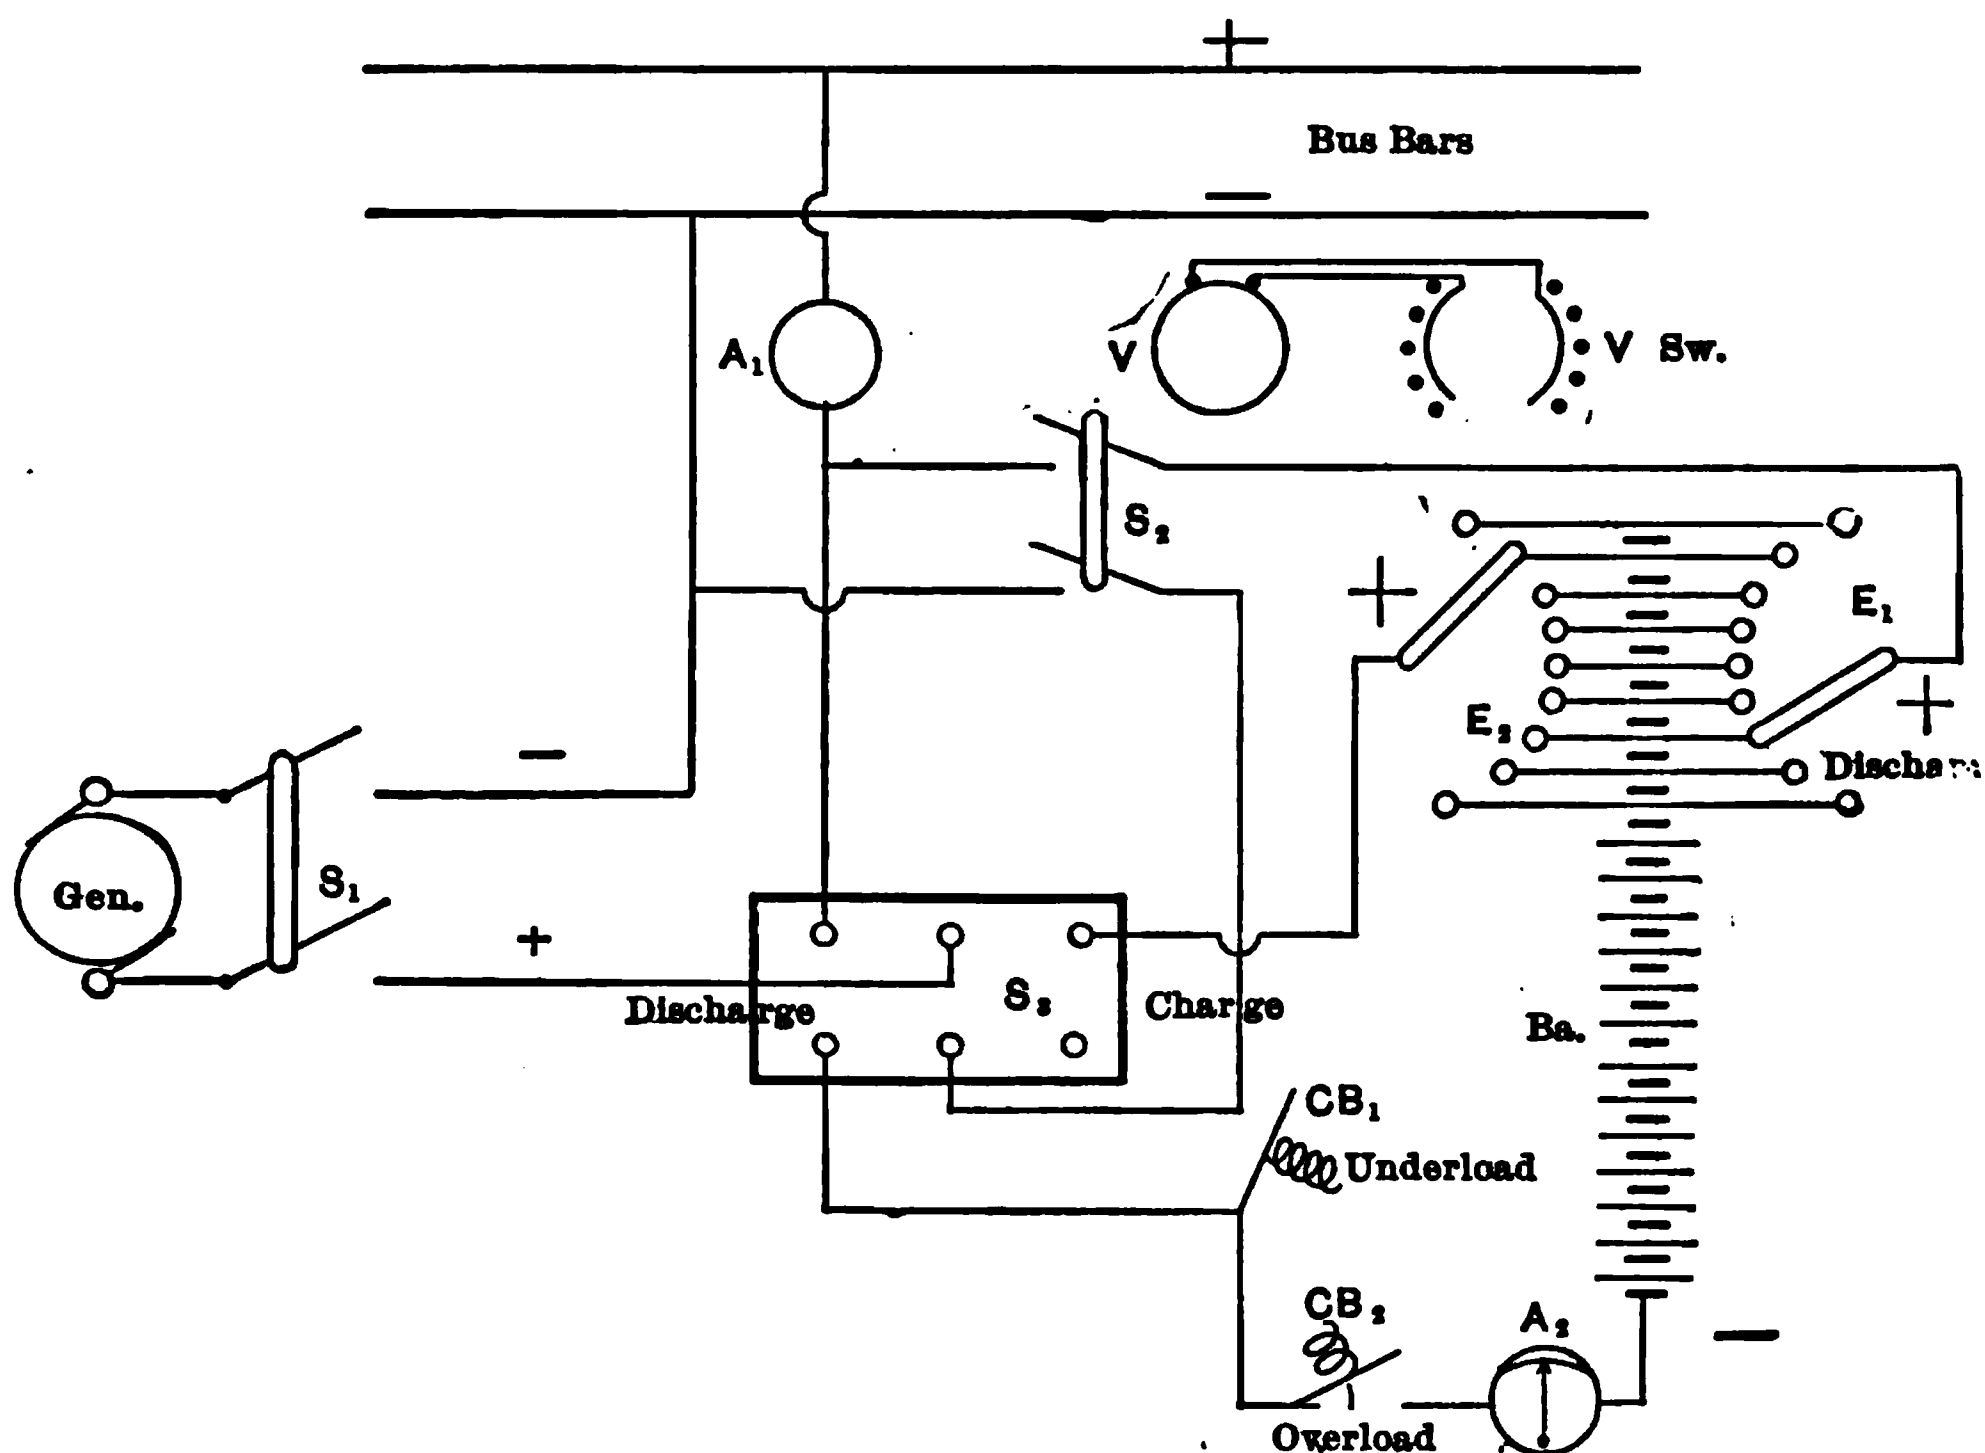 +
Bus Bars
−
A₁
V
V Sw.
S₂
+
E₁
E₂
+
−
Gen.
S₁
+
Discharge
S₃
Charge
Ba.
CB₁
Underload
CB₂
A₂
−
Overload